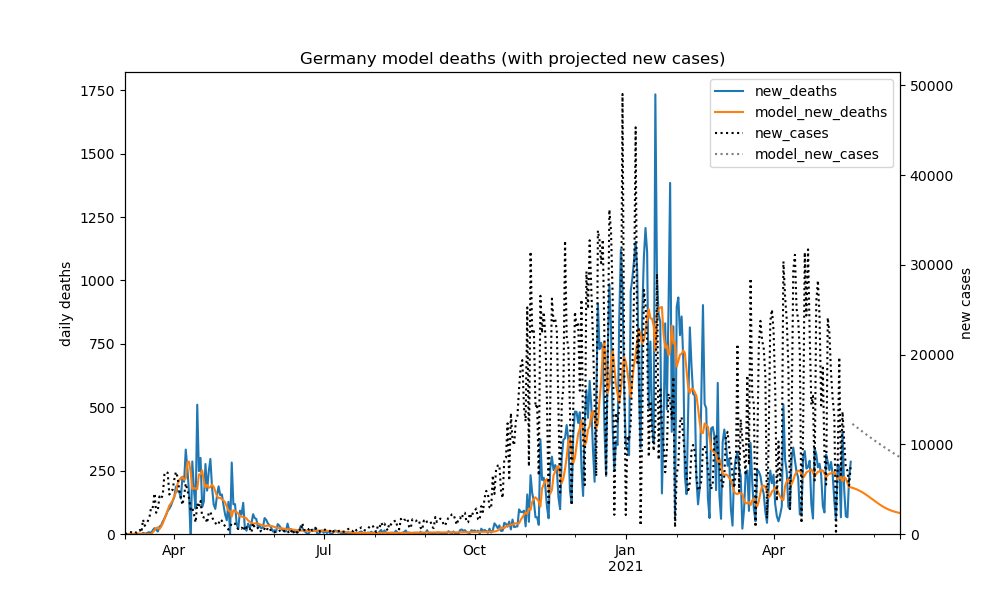 Germany model deaths (with projected new cases)
new_deaths
model_new_deaths
new_cases
model_new_cases
daily deaths
1750
1500
1250
1000
750
500
250
0
50000
40000
30000
20000
10000
0
new cases
Apr
Jul
Oct
Jan
2021
Apr